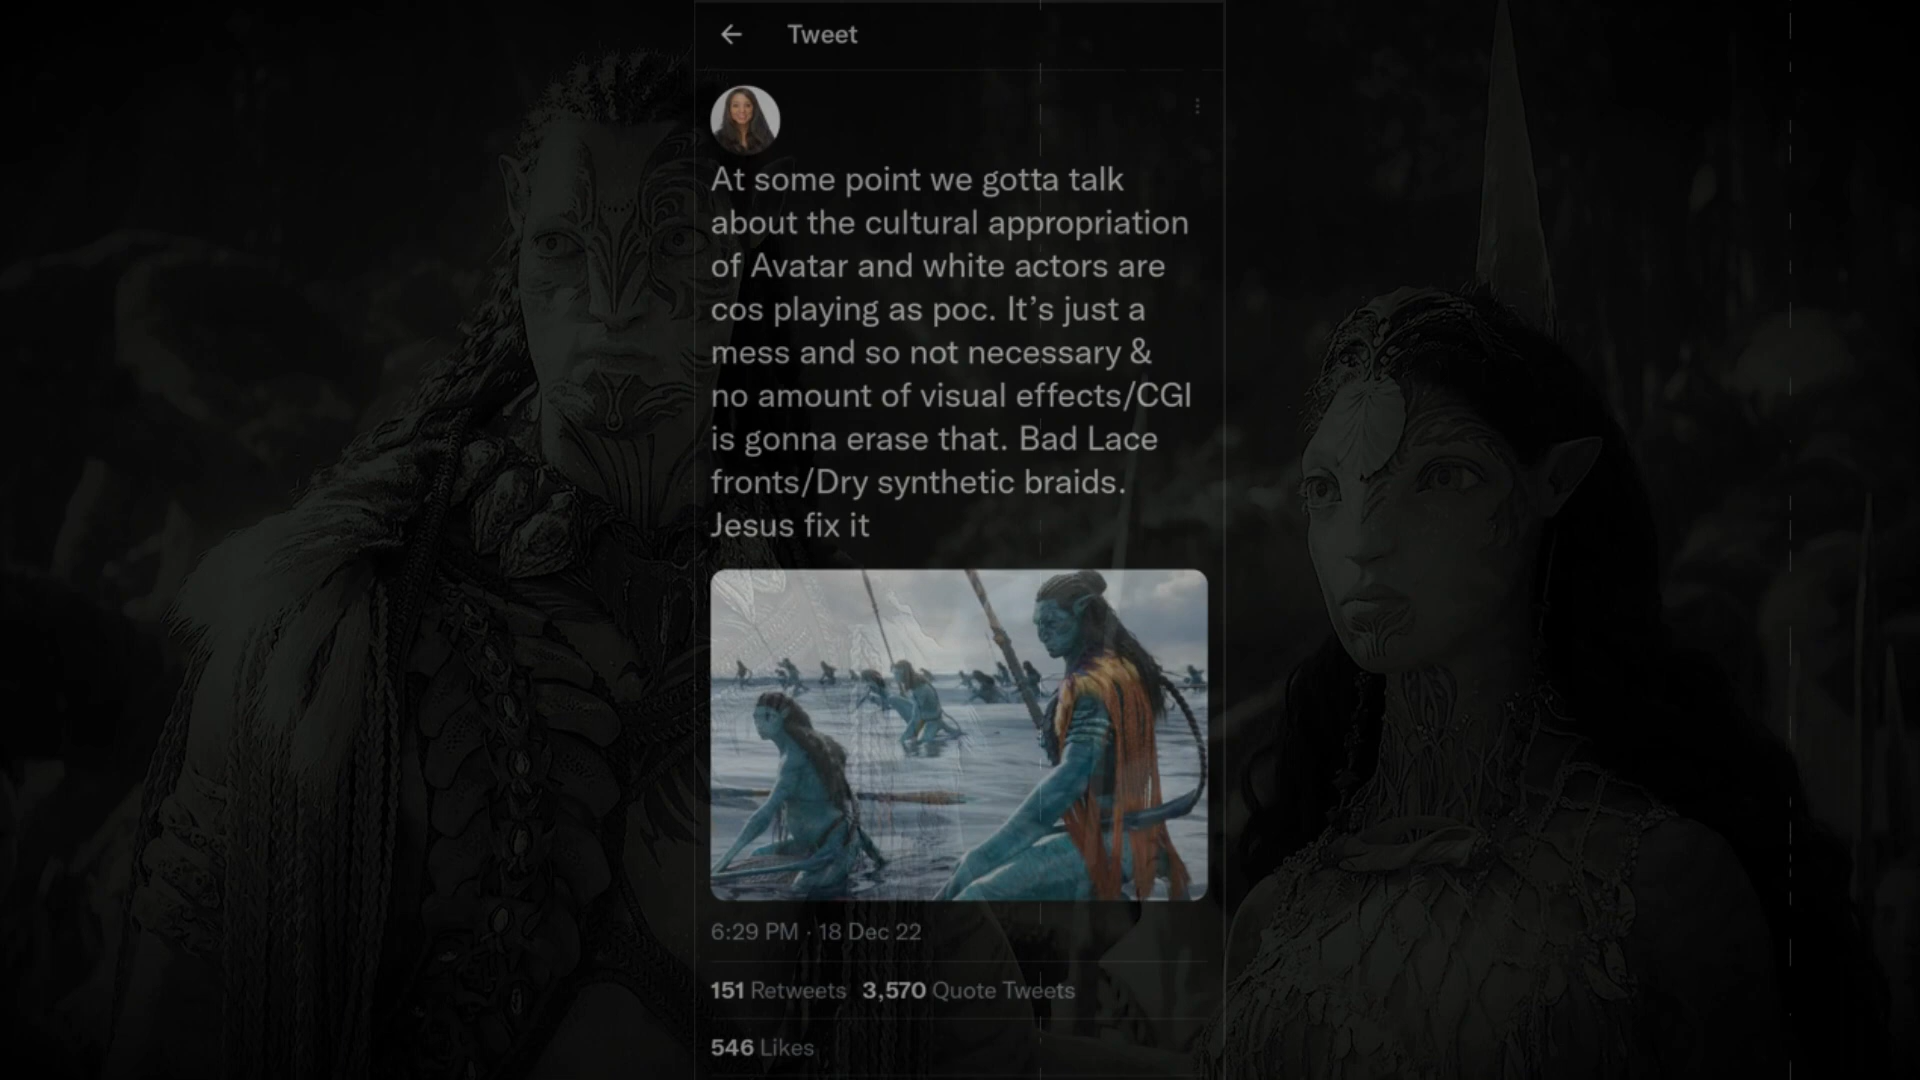 Tweet
At some point we gotta talk
about the cultural appropriation
of Avatar and white actors are
cos playing as poc. It’s just a
mess and so not necessary &
no amount of visual effects/CGI
is gonna erase that. Bad Lace
fronts/Dry synthetic braids.
Jesus fix it
6:29 PM · 18 Dec 22
151 Retweets 3,570 Quote Tweets
546 Likes